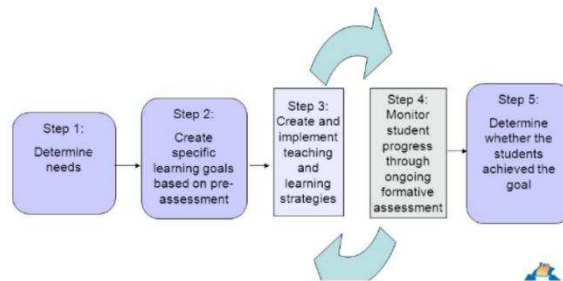 Step 1:
Determine
needs
Step 2:
Create
specific
learning goals
based on pre-
assessment
Step 3:
Create and
implement
teaching
and
learning
strategies
Step 4:
Monitor
student
progress
through
ongoing
formative
assessment
Step 5:
Determine
whether the
students
achieved the
goal